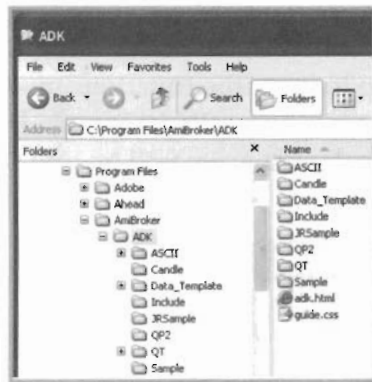 ADK
File Edit View Favorites Tools Help
Back Search Folders
Address C:\Program Files\AmiBroker\ADK
Folders
Program Files
Adobe
Ahead
AmiBroker
ADK
ASCII
Candle
Data_Template
Include
JRSample
QP2
QT
Sample
Name
ASCII
Candle
Data_Template
Include
JRSample
QP2
QT
Sample
adk.html
guide.css